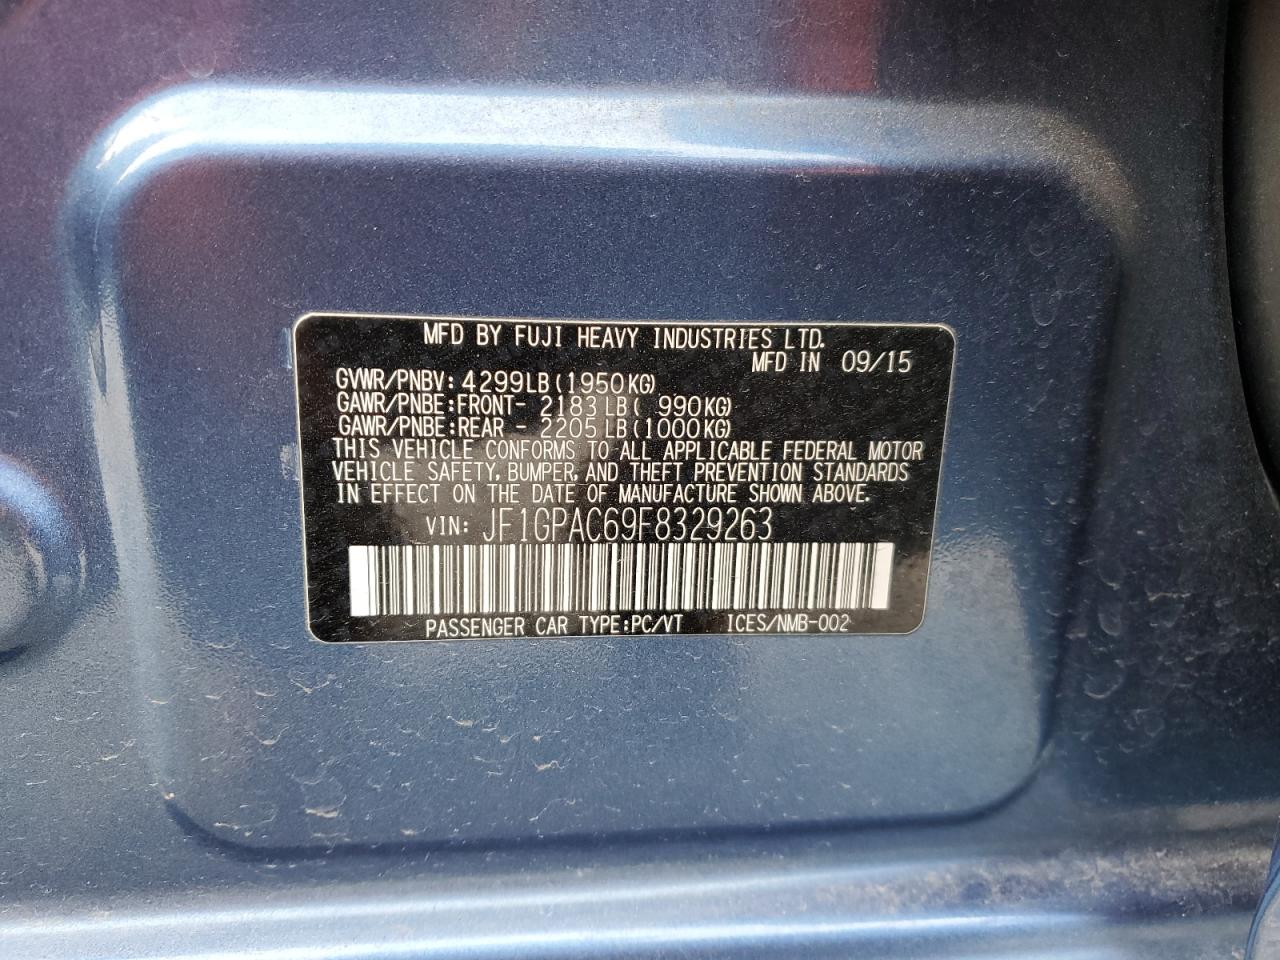 MFD BY FUJI HEAVY INDUSTRIES LTD.
MFD IN 09/15
GVWR/PNBV: 4299LB(1950KG)
GAWR/PNBE:FRONT- 2183LB( 990KG)
GAWR/PNBE:REAR - 2205LB(1000KG)
THIS VEHICLE CONFORMS TO ALL APPLICABLE FEDERAL MOTOR
VEHICLE SAFETY, BUMPER, AND THEFT PREVENTION STANDARDS
IN EFFECT ON THE DATE OF MANUFACTURE SHOWN ABOVE.
VIN: JF1GPAC69F8329263
PASSENGER CAR TYPE:PC/VT ICES/NMB-002